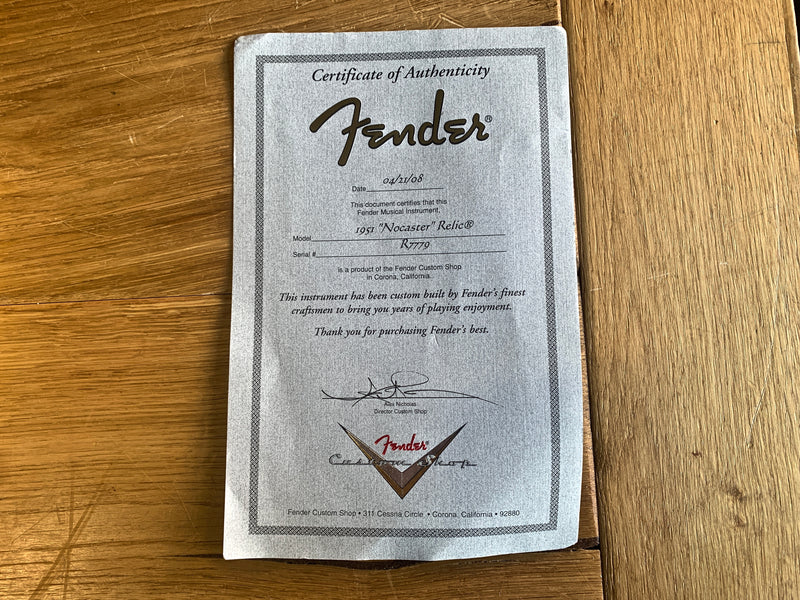 Certificate of Authenticity
Fender®
Date 04/21/08
This document certifies that this
Fender Musical Instrument,
Model 1951 "Nocaster" Relic®
Serial # R7779
is a product of the Fender Custom Shop
in Corona, California.
This instrument has been custom built by Fender's finest
craftsmen to bring you years of playing enjoyment.
Thank you for purchasing Fender's best.
Alex Nicholas
Director Custom Shop
Fender®
Custom Shop
Fender Custom Shop • 311 Cessna Circle • Corona, California • 92880